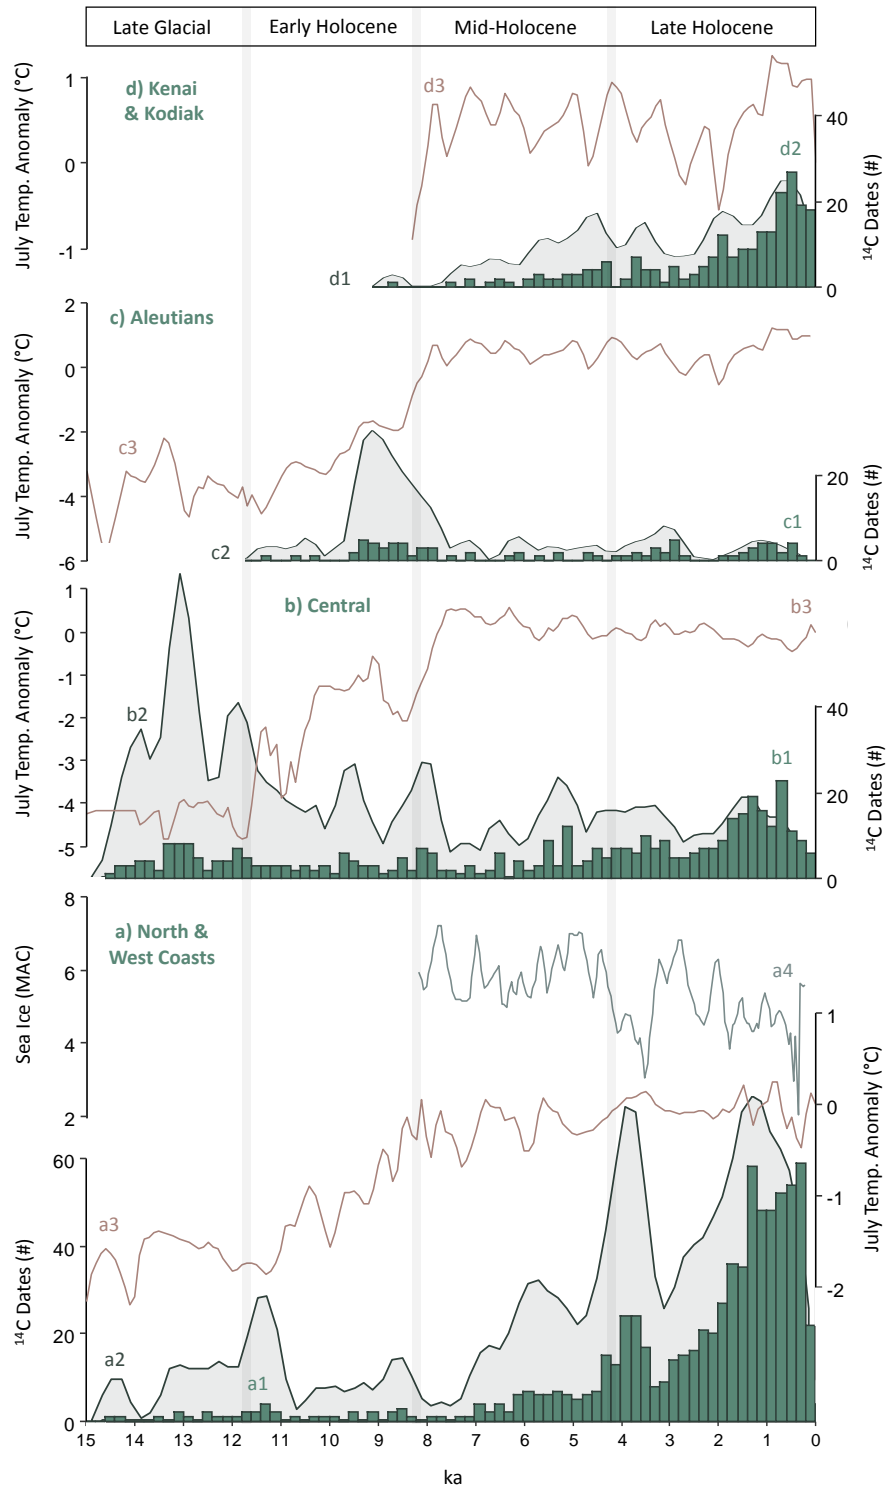 Late Glacial Early Holocene Mid-Holocene Late Holocene
d) Kenai
& Kodiak
d3
d2
d1
July Temp. Anomaly (°C)
1
0
-1
40
20
0
¹⁴C Dates (#)
c) Aleutians
c3
c2
c1
July Temp. Anomaly (°C)
2
0
-2
-4
-6
20
0
¹⁴C Dates (#)
b) Central
b3
b2
b1
July Temp. Anomaly (°C)
1
0
-1
-2
-3
-4
-5
40
20
0
¹⁴C Dates (#)
a) North &
West Coasts
a4
a3
a2
a1
Sea Ice (MAC)
8
6
4
2
1
0
-1
-2
July Temp. Anomaly (°C)
60
40
20
0
¹⁴C Dates (#)
15 14 13 12 11 10 9 8 7 6 5 4 3 2 1 0
ka